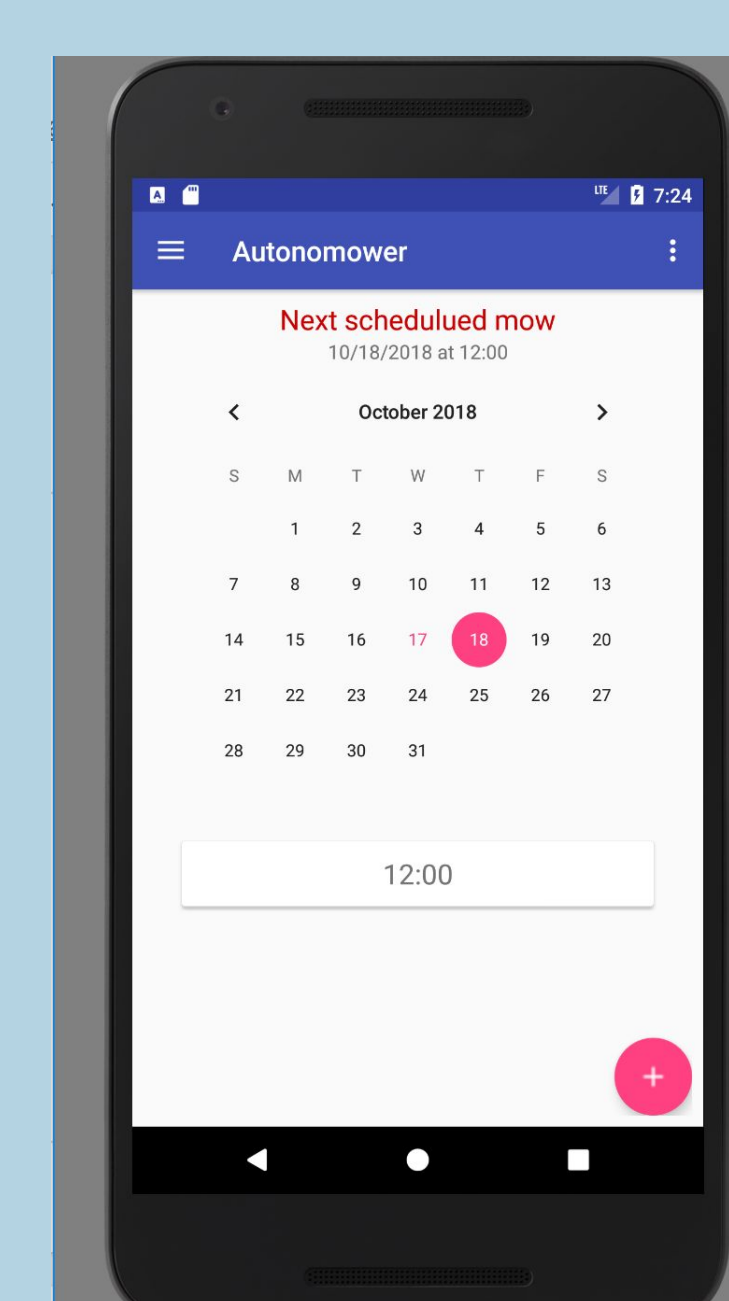 LTE 7:24
Autonomower
Next schedulued mow
10/18/2018 at 12:00
October 2018
S M T W T F S
1 2 3 4 5 6
7 8 9 10 11 12 13
14 15 16 17 18 19 20
21 22 23 24 25 26 27
28 29 30 31
12:00
+